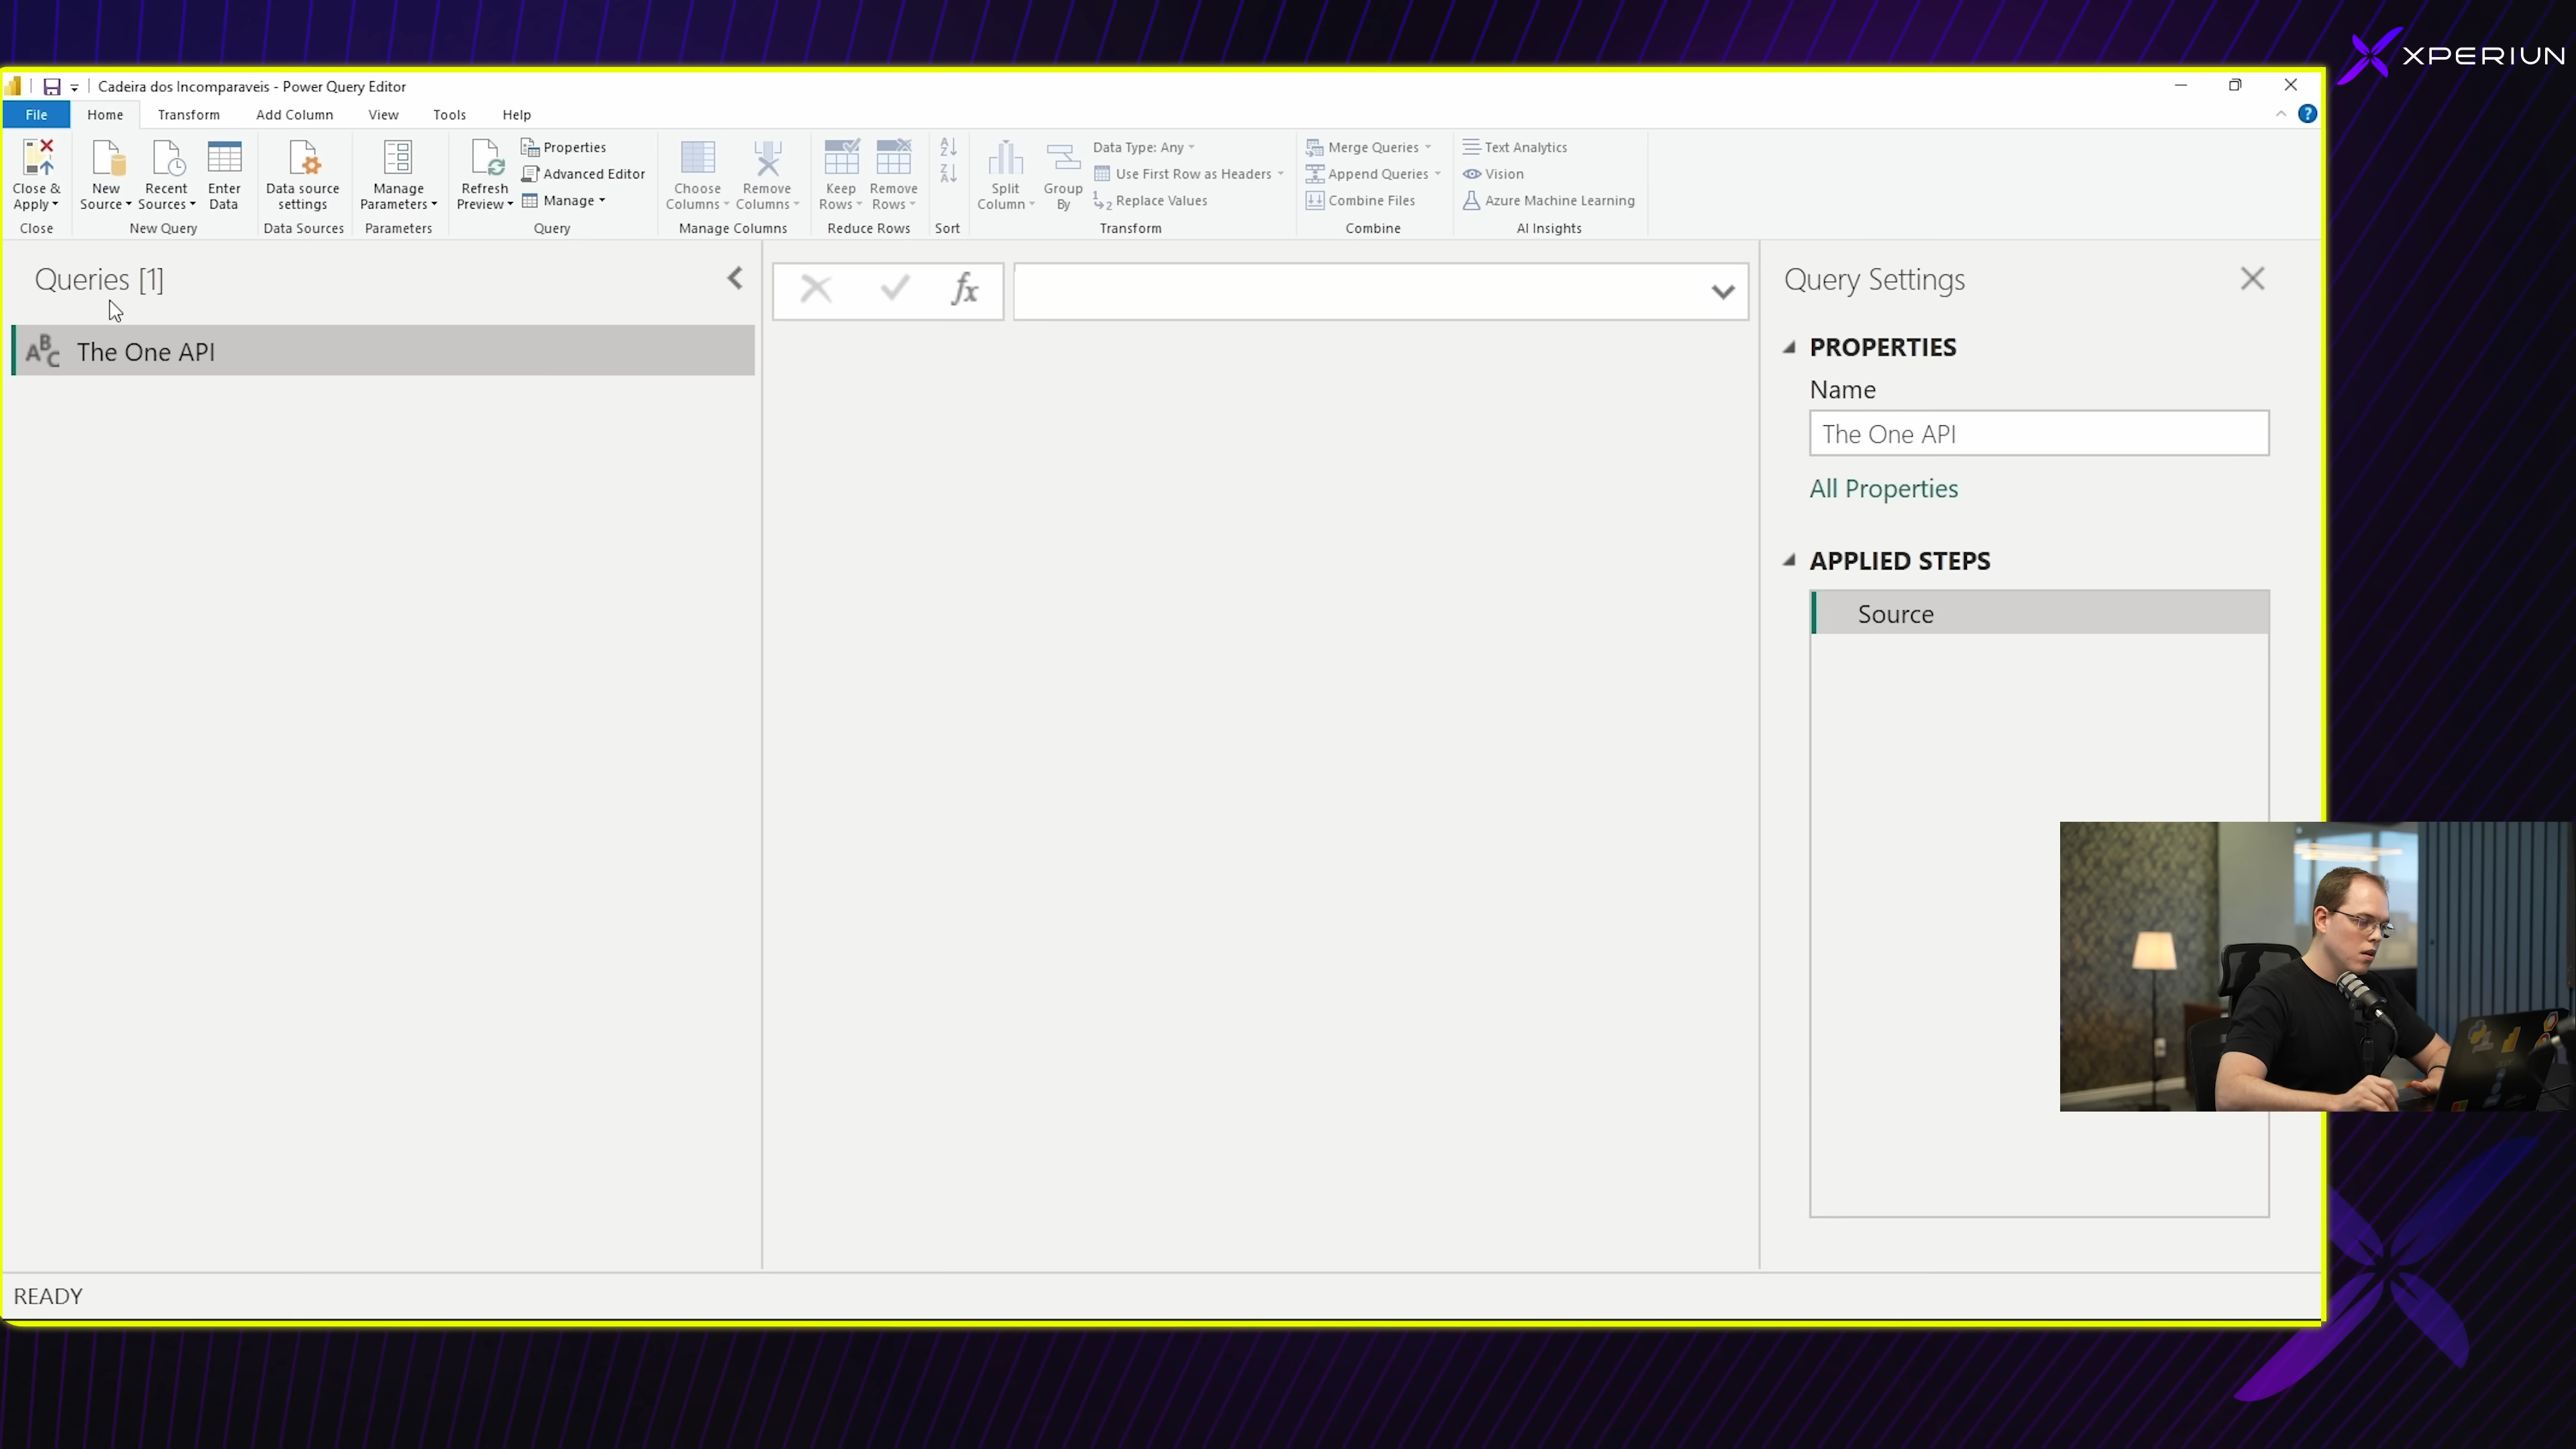 XPERIUN
Cadeira dos Incomparaveis - Power Query Editor
File Home Transform Add Column View Tools Help
Close & Apply
New Source
Recent Sources
Enter Data
Data source settings
Manage Parameters
Refresh Preview
Properties
Advanced Editor
Manage
Choose Columns
Remove Columns
Keep Rows
Remove Rows
Split Column
Group By
Data Type: Any
Use First Row as Headers
Replace Values
Merge Queries
Append Queries
Combine Files
Text Analytics
Vision
Azure Machine Learning
Close New Query Data Sources Parameters Query Manage Columns Reduce Rows Sort Transform Combine AI Insights
Queries [1]
ABC The One API
fx
Query Settings
PROPERTIES
Name
The One API
All Properties
APPLIED STEPS
Source
READY